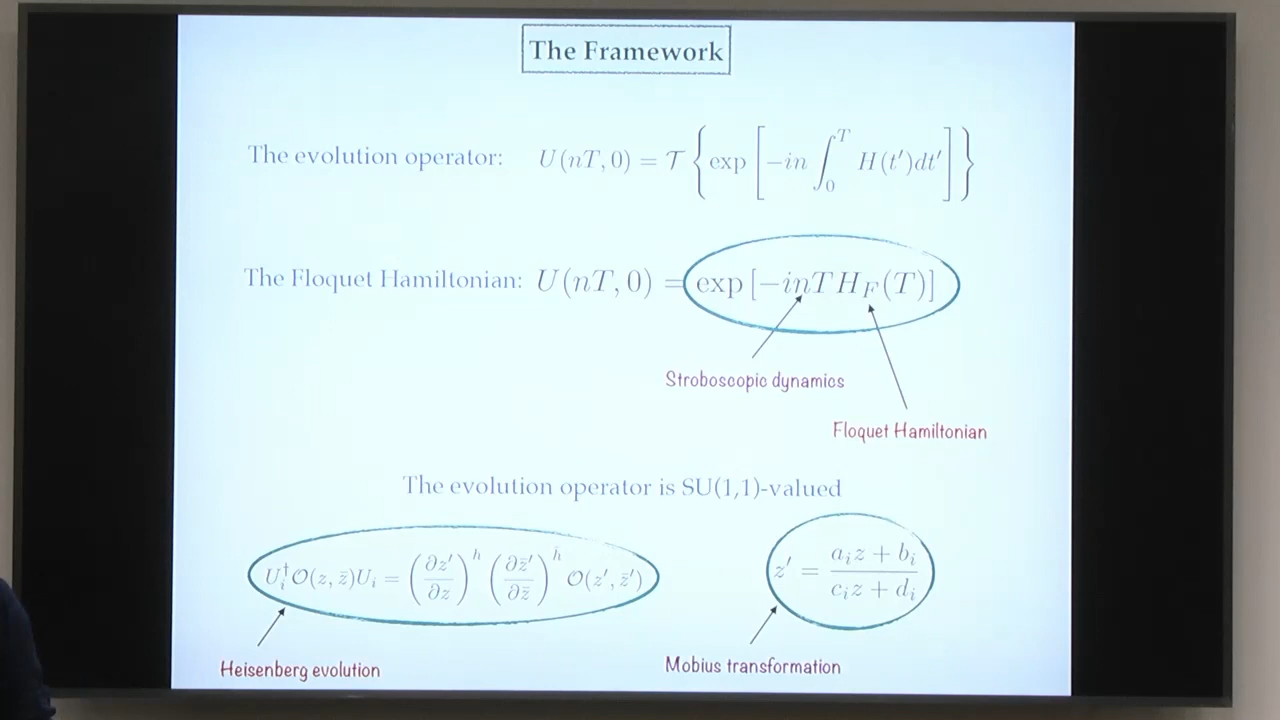 The Framework
The evolution operator: U(nT, 0) = 𝒯 { exp [ −in ∫₀ᵀ H(t′)dt′ ] }
The Floquet Hamiltonian: U(nT, 0) = exp [−inT H_F(T)]
Stroboscopic dynamics
Floquet Hamiltonian
The evolution operator is SU(1,1)-valued
U_i^† 𝒪(z, z̄)U_i = (∂z′/∂z)^h (∂z̄′/∂z̄)^h̄ 𝒪(z′, z̄′)
z′ = (a_i z + b_i)/(c_i z + d_i)
Heisenberg evolution
Mobius transformation